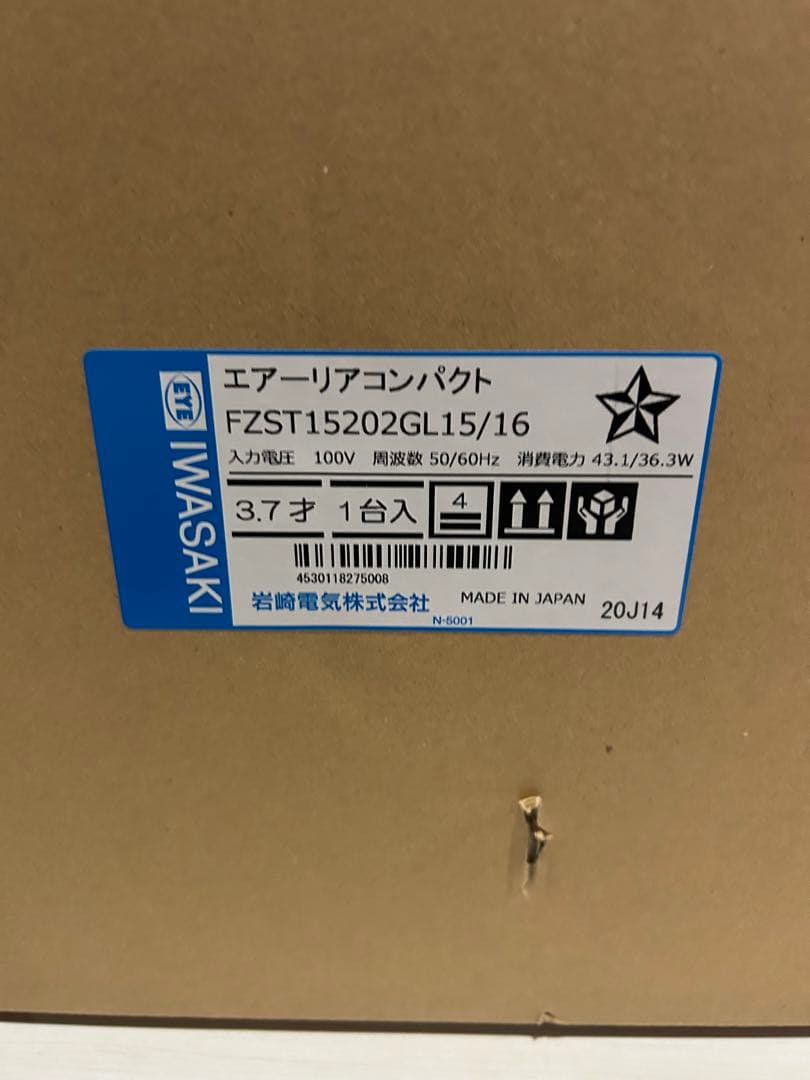 EYE
IWASAKI
エアーリアコンパクト
FZST15202GL15/16
入力電圧 100V 周波数 50/60Hz 消費電力 43.1/36.3W
3.7才 1台入 4
4530118275008
岩崎電気株式会社 MADE IN JAPAN 20J14
N-5001